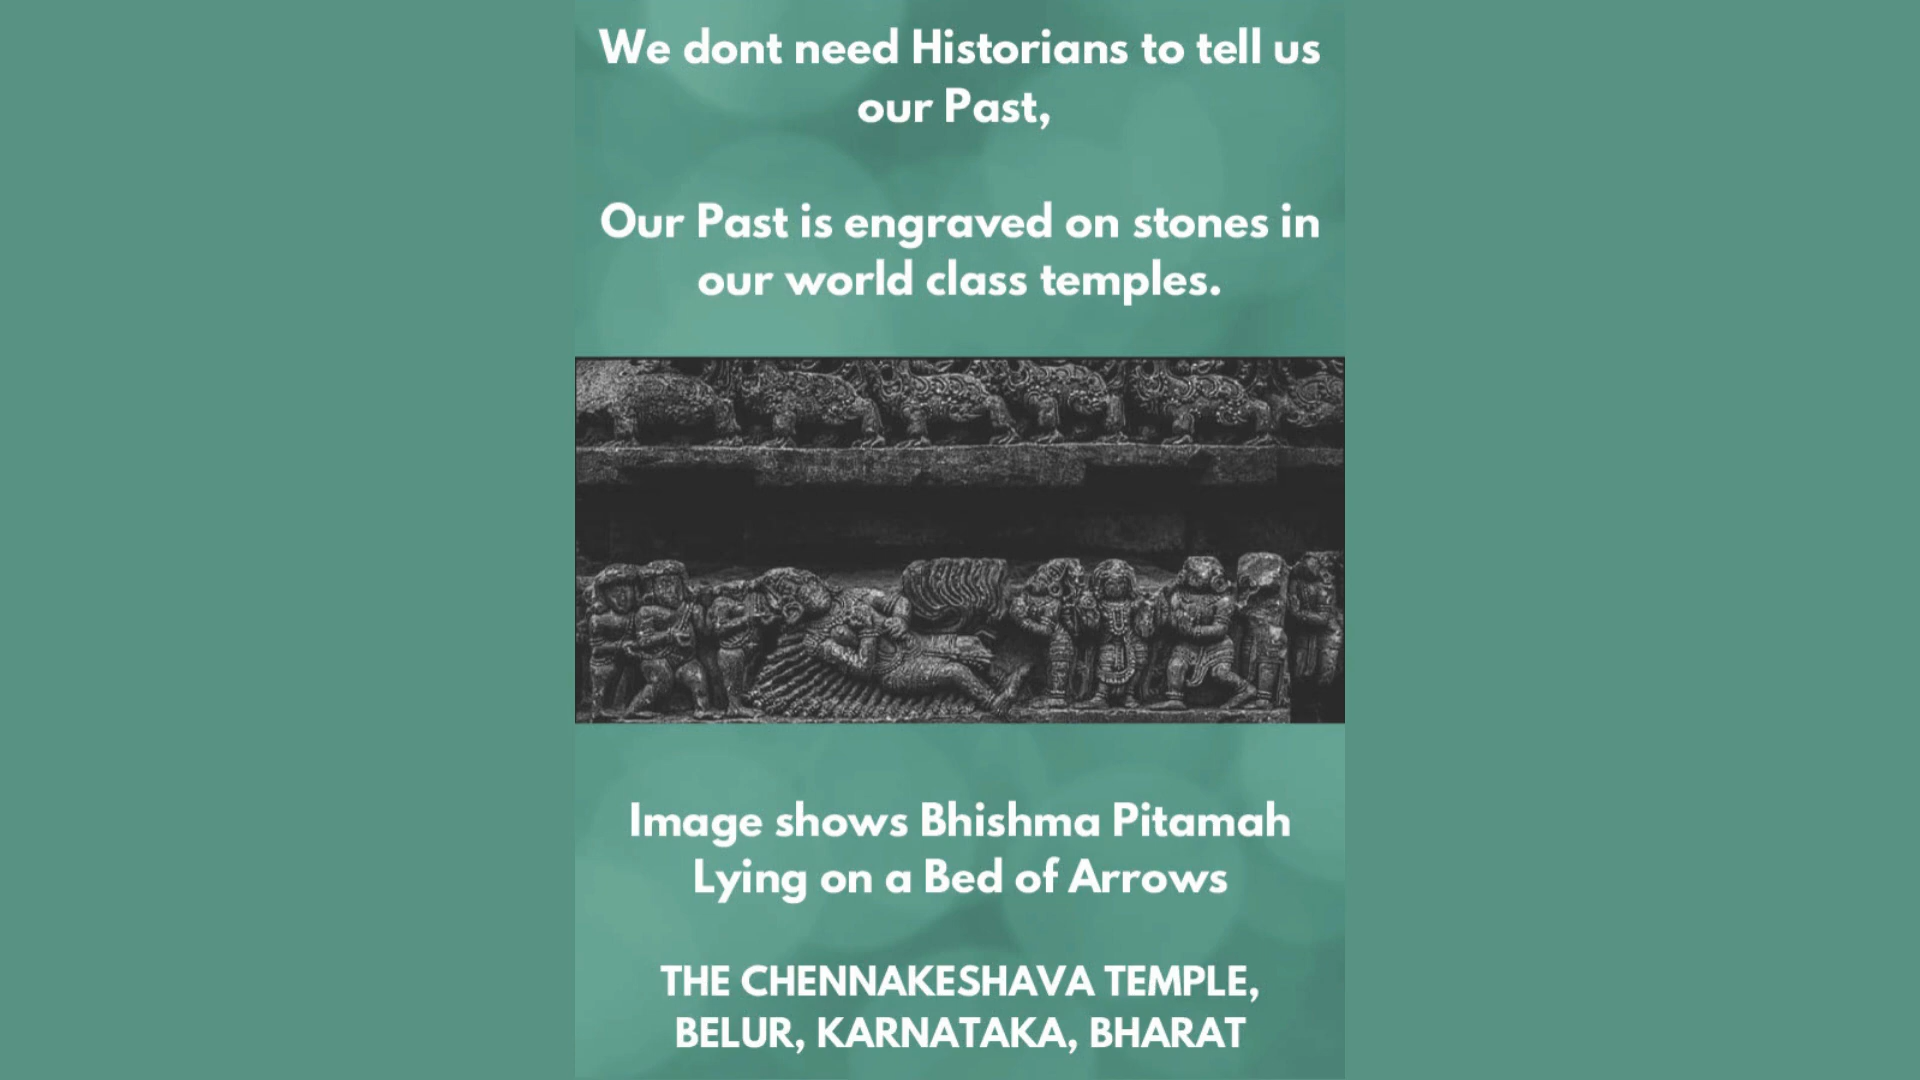 We dont need Historians to tell us
our Past,
Our Past is engraved on stones in
our world class temples.
Image shows Bhishma Pitamah
Lying on a Bed of Arrows
THE CHENNAKESHAVA TEMPLE,
BELUR, KARNATAKA, BHARAT